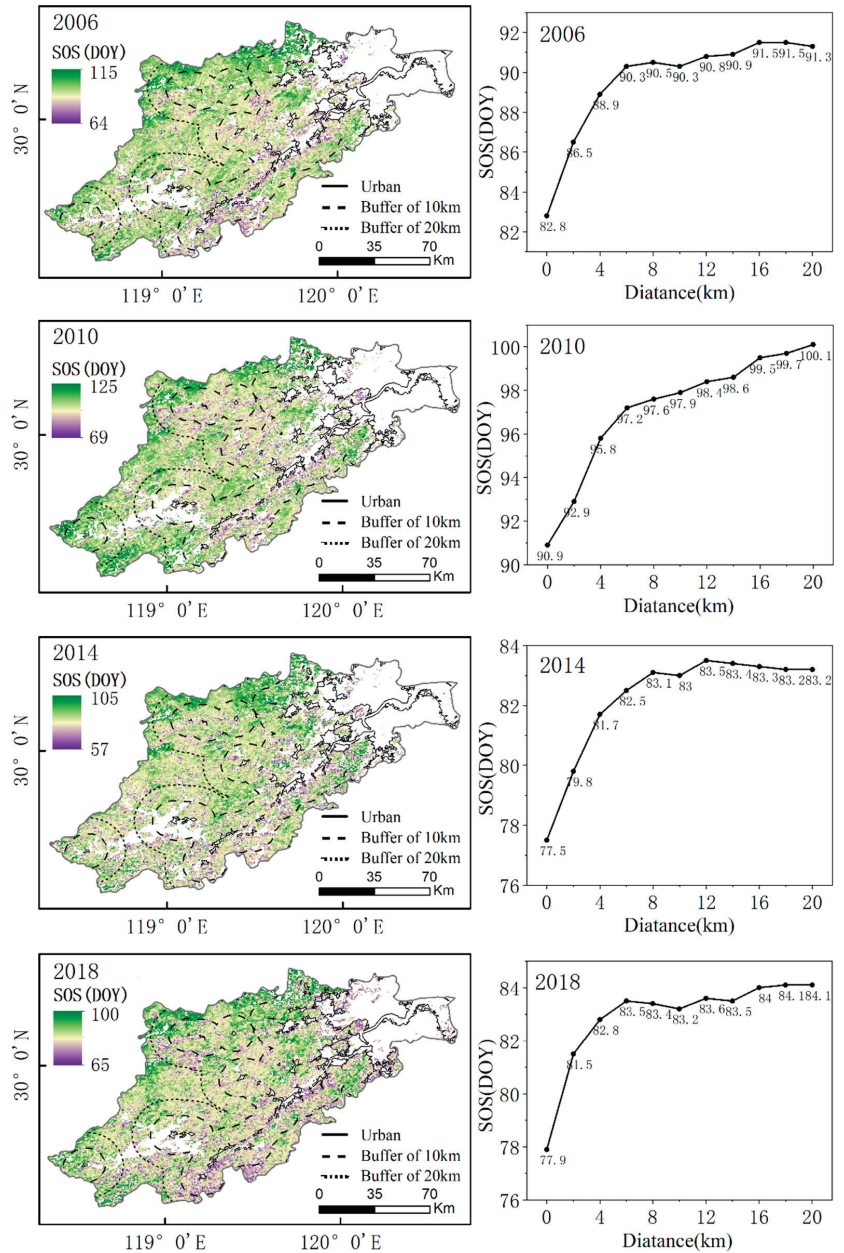 2006
SOS(DOY)
115
64
30° 0'N
Urban
Buffer of 10km
Buffer of 20km
0 35 70
Km
119° 0'E 120° 0'E
2006
SOS(DOY)
92
90
88
86
84
82
82.8
86.5
88.9
90.3
90.5
90.3
90.8
90.9
91.5
91.5
91.3
0 4 8 12 16 20
Diatance(km)
2010
SOS(DOY)
125
69
30° 0'N
Urban
Buffer of 10km
Buffer of 20km
0 35 70
Km
119° 0'E 120° 0'E
2010
SOS(DOY)
100
98
96
94
92
90
90.9
92.9
95.8
97.2
97.6
97.9
98.4
98.6
99.5
99.7
100.1
0 4 8 12 16 20
Diatance(km)
2014
SOS(DOY)
105
57
30° 0'N
Urban
Buffer of 10km
Buffer of 20km
0 35 70
Km
119° 0'E 120° 0'E
2014
SOS(DOY)
84
82
80
78
76
77.5
79.8
81.7
82.5
83.1
83
83.5
83.4
83.3
83.2
83.2
0 4 8 12 16 20
Diatance(km)
2018
SOS(DOY)
100
65
30° 0'N
Urban
Buffer of 10km
Buffer of 20km
0 35 70
Km
119° 0'E 120° 0'E
2018
SOS(DOY)
84
82
80
78
76
77.9
81.5
82.8
83.5
83.4
83.2
83.6
83.5
84
84.1
84.1
0 4 8 12 16 20
Diatance(km)